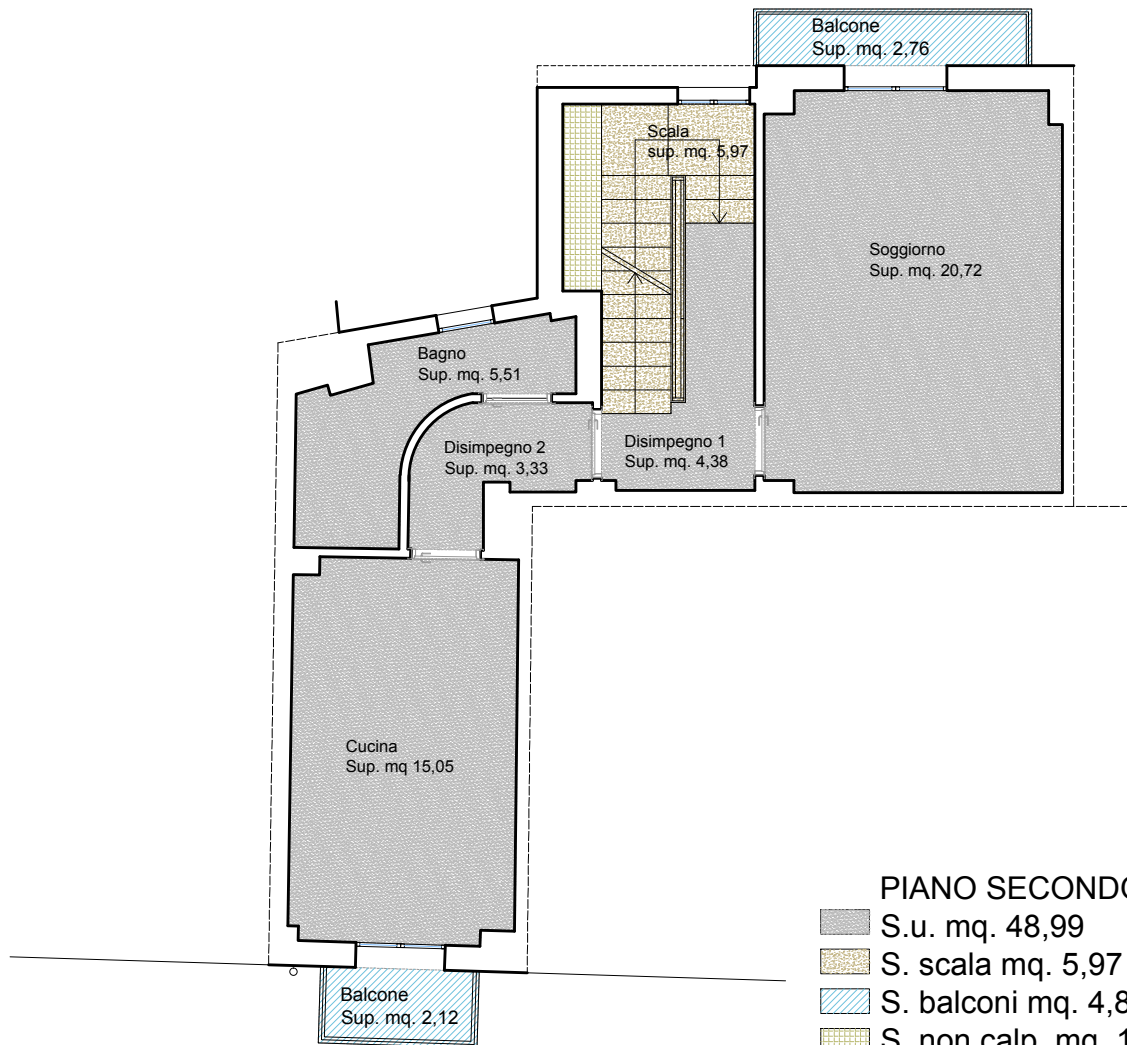 Balcone
Sup. mq. 2,76
Scala
sup. mq. 5,97
Soggiorno
Sup. mq. 20,72
Bagno
Sup. mq. 5,51
Disimpegno 2
Sup. mq. 3,33
Disimpegno 1
Sup. mq. 4,38
Cucina
Sup. mq 15,05
PIANO SECONDO
S.u. mq. 48,99
S. scala mq. 5,97
Balcone
Sup. mq. 2,12
S. balconi mq. 4,8
S. non calp. mq. 1